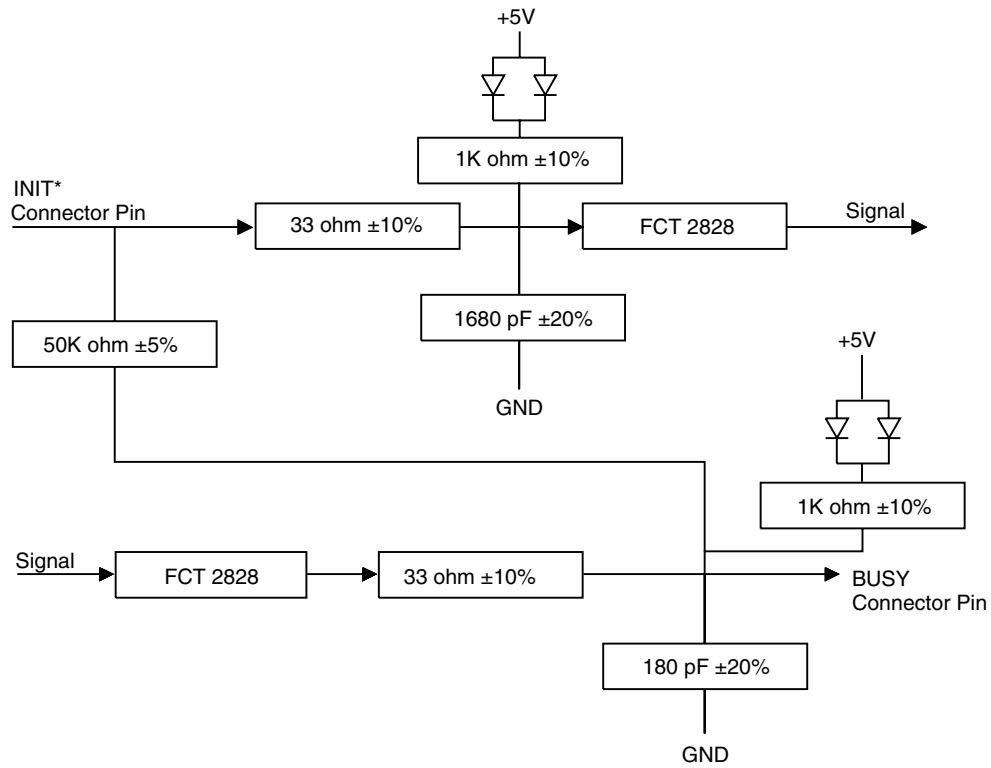 +5V
1K ohm ±10%
INIT*
Connector Pin
33 ohm ±10%
FCT 2828
Signal
1680 pF ±20%
50K ohm ±5%
GND
+5V
1K ohm ±10%
Signal
FCT 2828
33 ohm ±10%
BUSY
Connector Pin
180 pF ±20%
GND